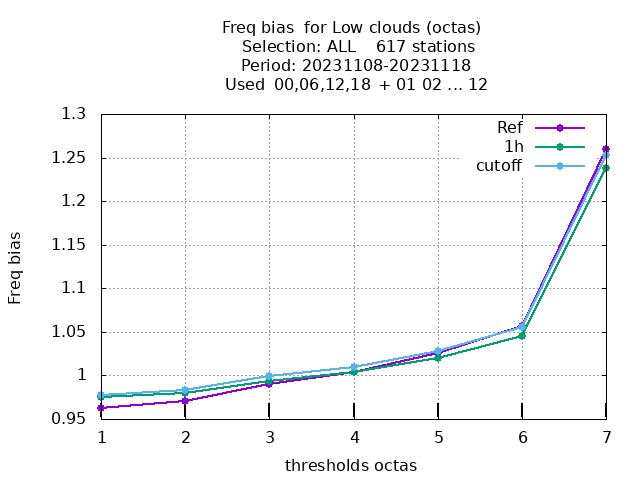 Freq bias  for Low clouds (octas)
Selection: ALL    617 stations
Period: 20231108-20231118
Used  00,06,12,18  + 01 02 ... 12
Ref
1h
cutoff
1.3
1.25
1.2
1.15
1.1
1.05
1
0.95
Freq bias
1 2 3 4 5 6 7
thresholds octas